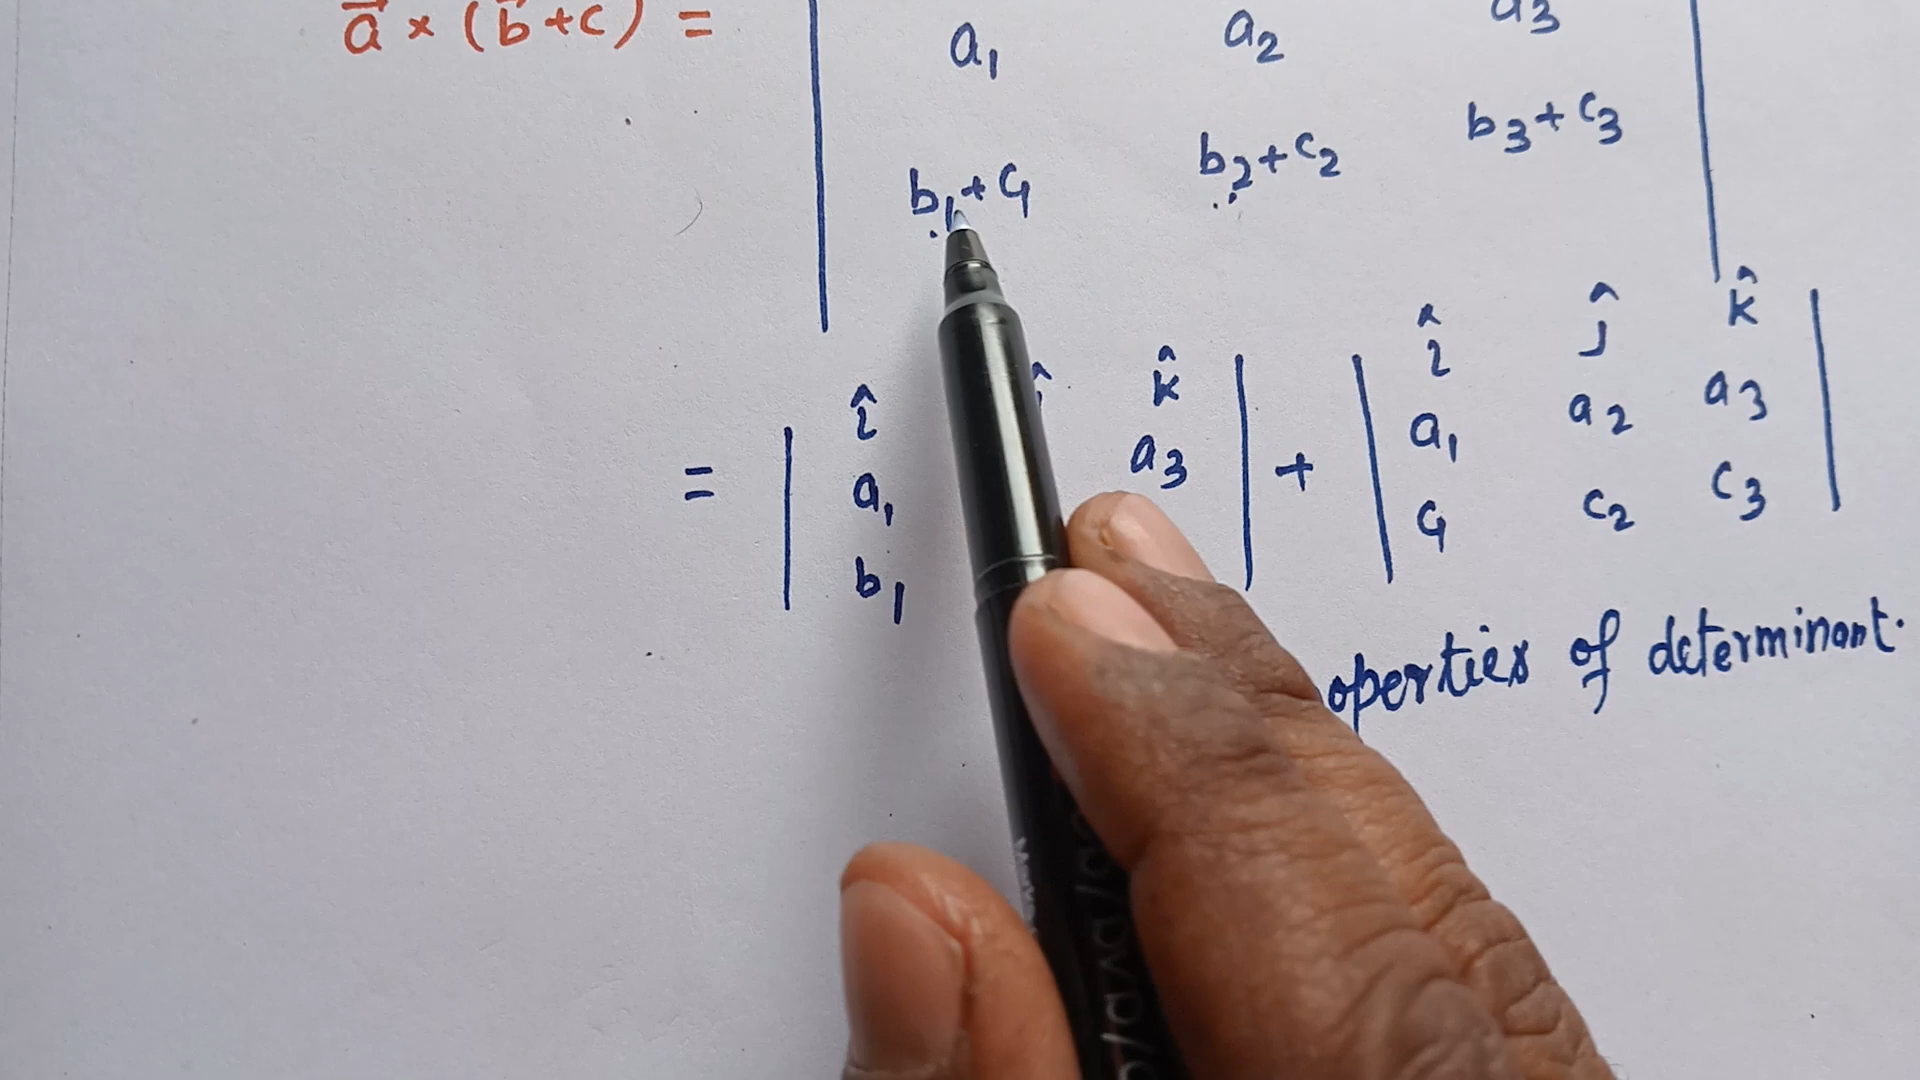 a⃗ × (b⃗ + c) =
a₁ a₂ a₃
b₁ + c₁ b₂ + c₂ b₃ + c₃
î k̂ î ĵ k̂
= a₁ a₃ + a₁ a₂ a₃
b₁ c₁ c₂ c₃
of determinant.